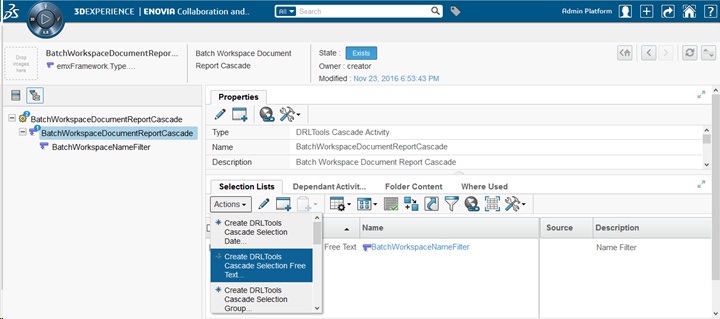 3DEXPERIENCE | ENOVIA Collaboration and..
All
Search
Admin Platform
Drop
images
here
BatchWorkspaceDocumentReport...
emxFramework.Type....
Batch Workspace Document
Report Cascade
State : Exists
Owner : creator
Modified : Nov 23, 2016 6:53:43 PM
BatchWorkspaceDocumentReportCascade
BatchWorkspaceDocumentReportCascade
BatchWorkspaceNameFilter
Properties
Type DRLTools Cascade Activity
Name BatchWorkspaceDocumentReportCascade
Description Batch Workspace Document Report Cascade
Selection Lists Dependant Activit... Folder Content Where Used
Actions
Name Source Description
Free Text BatchWorkspaceNameFilter Name Filter
Create DRLTools
Cascade Selection
Date...
Create DRLTools
Cascade Selection Free
Text...
Create DRLTools
Cascade Selection
Group...